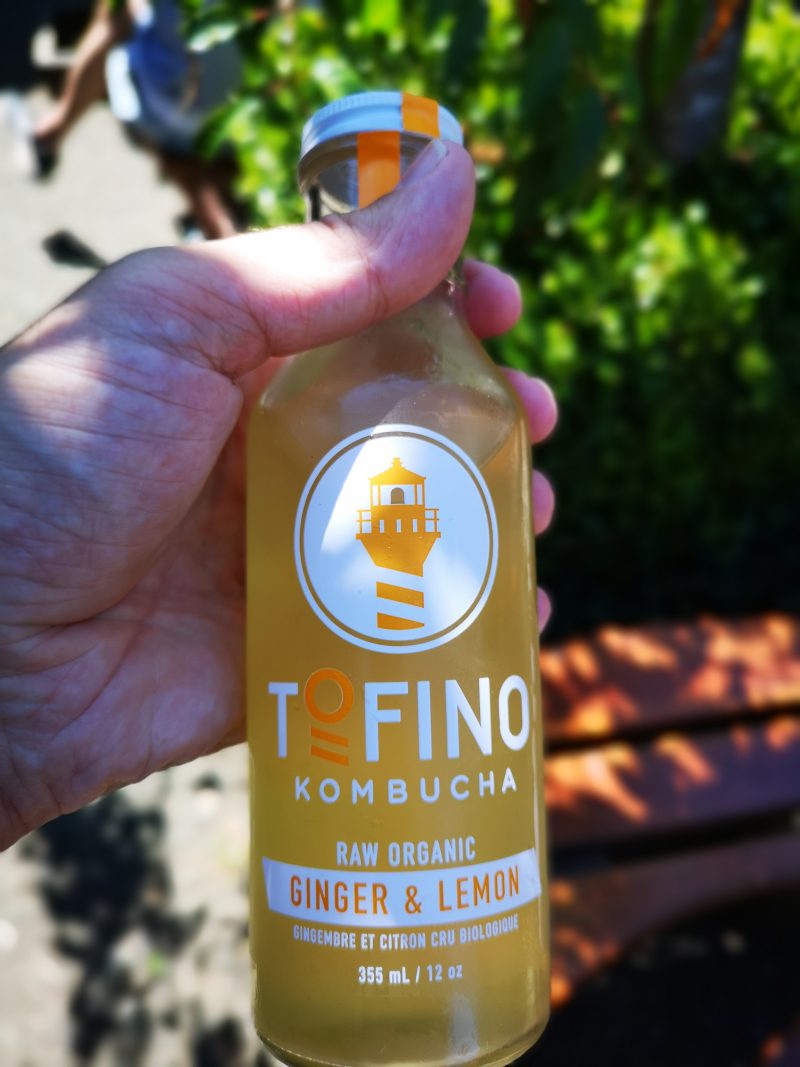 TOFINO
KOMBUCHA
RAW ORGANIC
GINGER & LEMON
GINGEMBRE ET CITRON CRU BIOLOGIQUE
355 mL / 12 oz